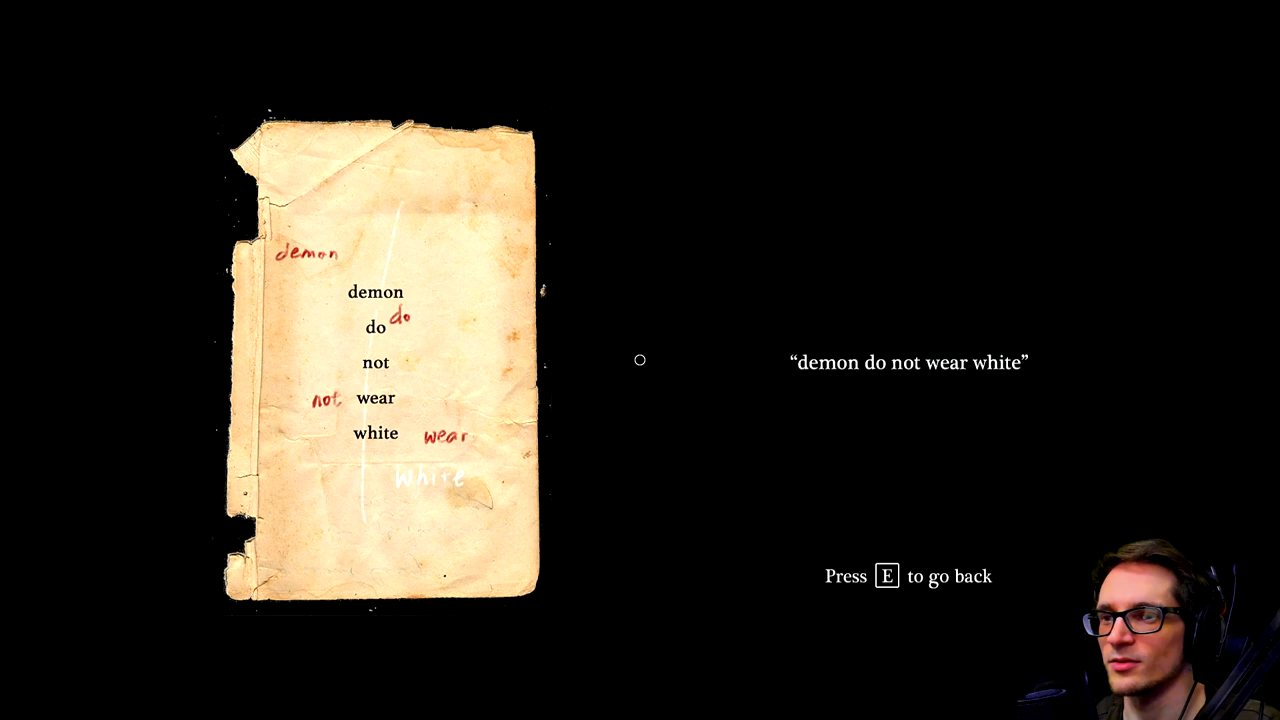 demon
demon
do
do
not
not
wear
white
wear
white
“demon do not wear white”
Press E to go back